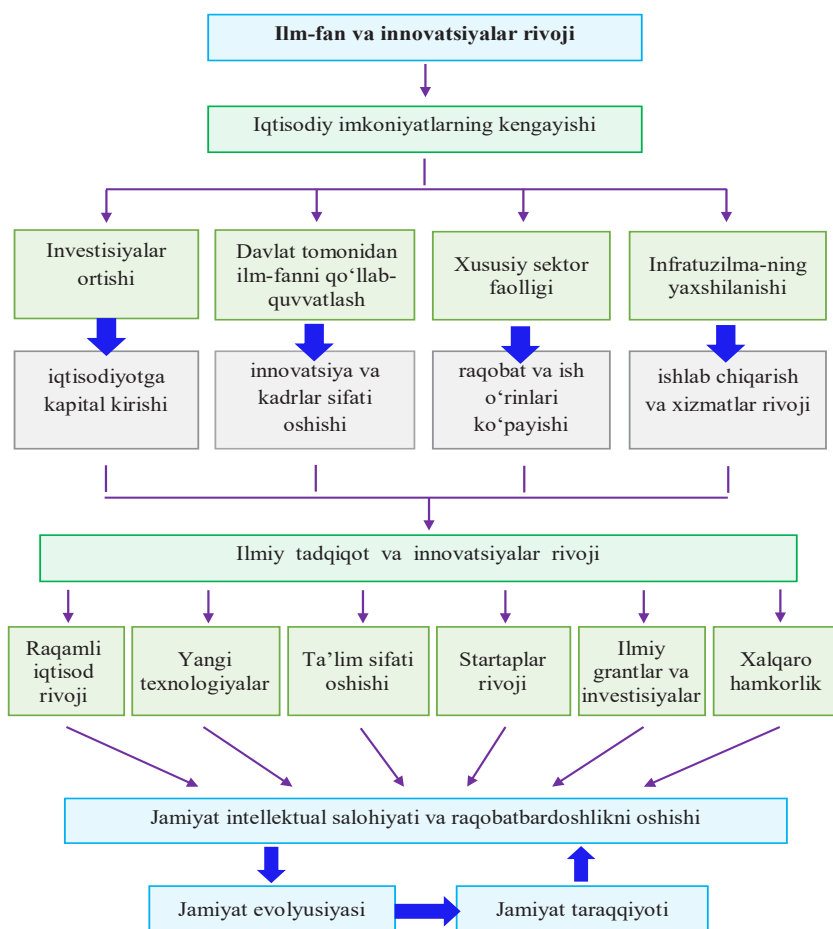 Ilm-fan va innovatsiyalar rivoji
Iqtisodiy imkoniyatlarning kengayishi
Investisiyalar
ortishi
Davlat tomonidan
ilm-fanni qo‘llab-
quvvatlash
Xususiy sektor
faolligi
Infratuzilma-ning
yaxshilanishi
iqtisodiyotga
kapital kirishi
innovatsiya va
kadrlar sifati
oshishi
raqobat va ish
o‘rinlari
ko‘payishi
ishlab chiqarish
va xizmatlar rivoji
Ilmiy tadqiqot va innovatsiyalar rivoji
Raqamli
iqtisod
rivoji
Yangi
texnologiyalar
Ta’lim sifati
oshishi
Startaplar
rivoji
Ilmiy
grantlar va
investisiyalar
Xalqaro
hamkorlik
Jamiyat intellektual salohiyati va raqobatbardoshlikni oshishi
Jamiyat evolyusiyasi
Jamiyat taraqqiyoti